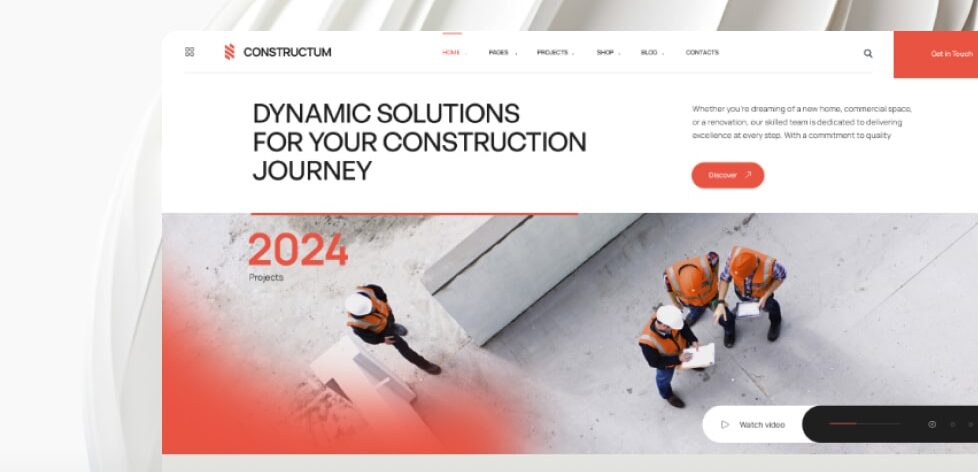 CONSTRUCTUM
HOME
PAGES
PROJECTS
SHOP
BLOG
CONTACTS
Get in Touch
DYNAMIC SOLUTIONS
FOR YOUR CONSTRUCTION
JOURNEY
Whether you're dreaming of a new home, commercial space,
or a renovation, our skilled team is dedicated to delivering
excellence at every step. With a commitment to quality
Discover
2024
Projects
Watch video